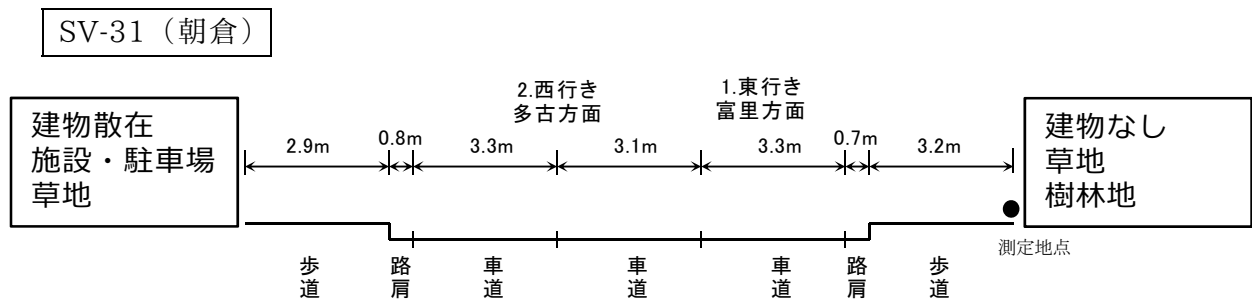 SV-31（朝倉）
2.西行き
多古方面
1.東行き
富里方面
建物散在
施設・駐車場
草地
2.9m
0.8m
3.3m
3.1m
3.3m
0.7m
3.2m
建物なし
草地
樹林地
測定地点
歩道
路肩
車道
車道
車道
路肩
歩道